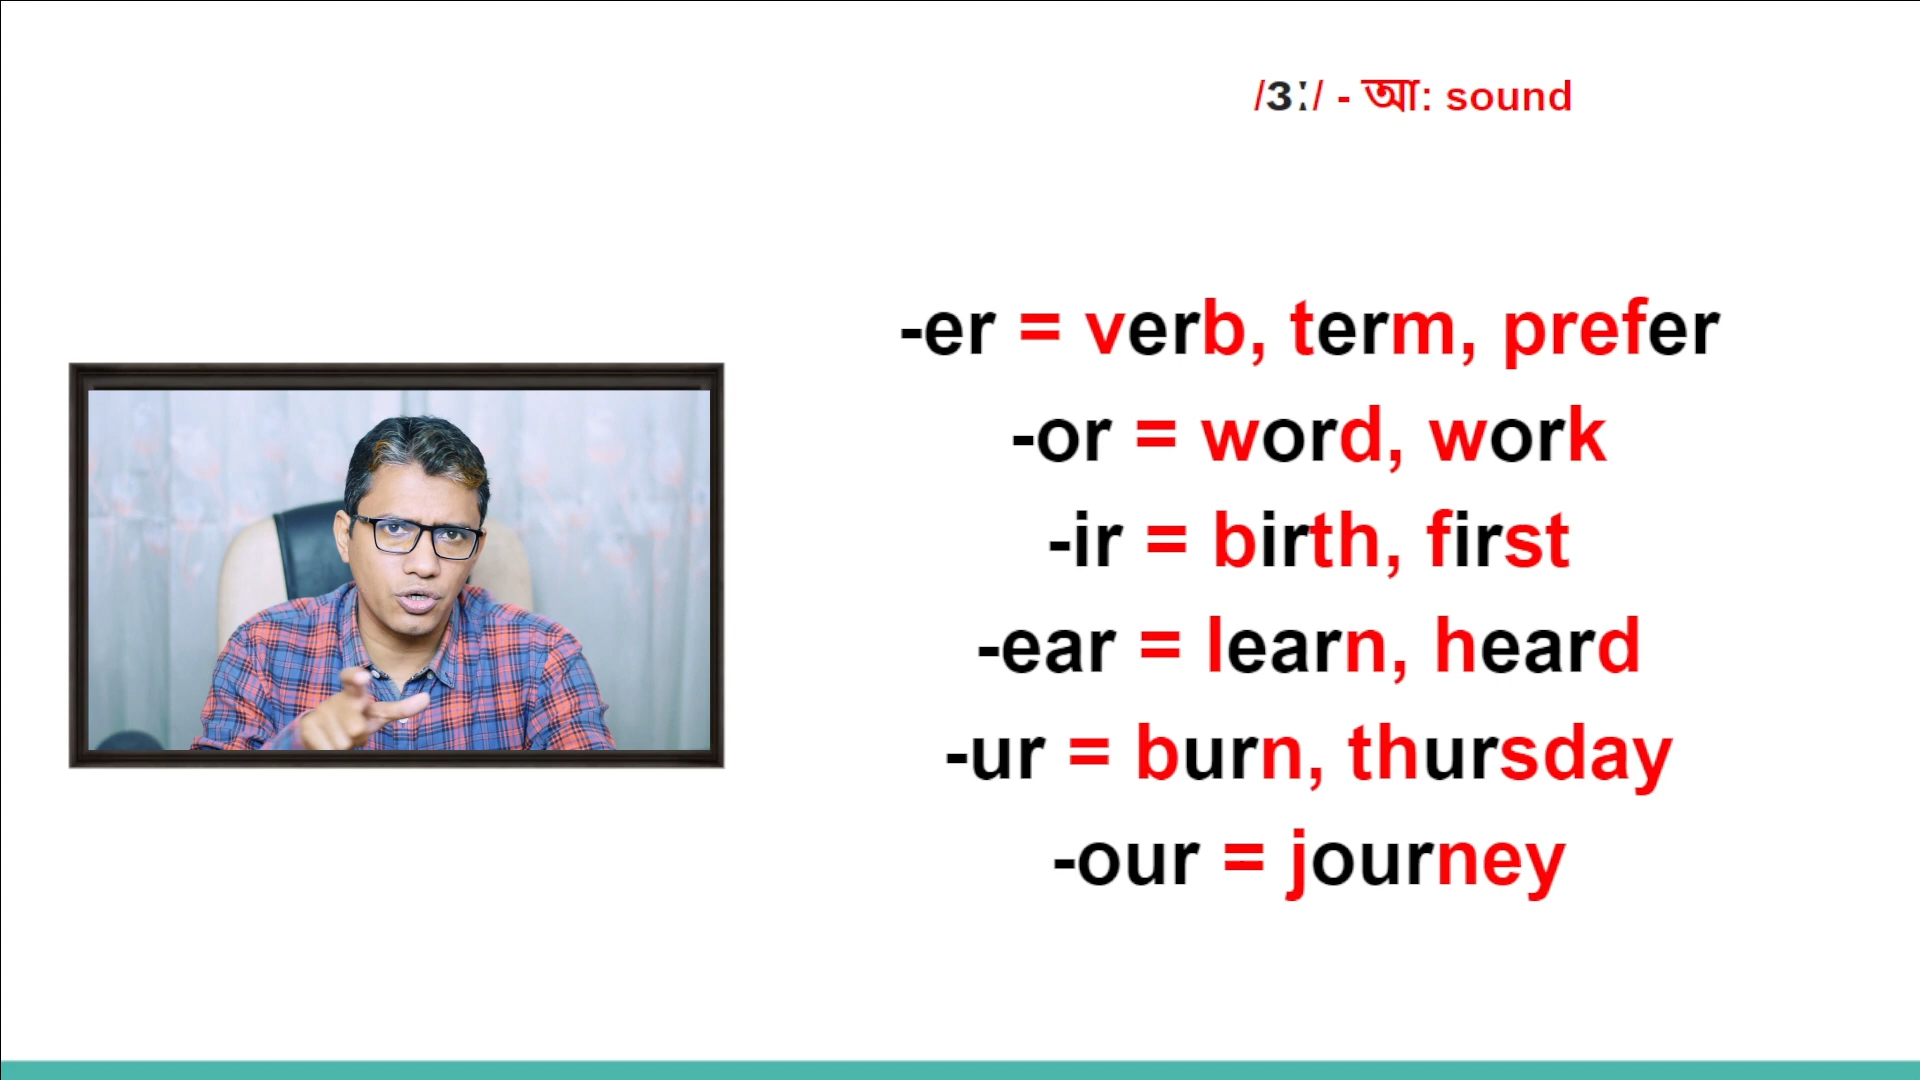 /ɜː/ - আ: sound
-er = verb, term, prefer
-or = word, work
-ir = birth, first
-ear = learn, heard
-ur = burn, thursday
-our = journey